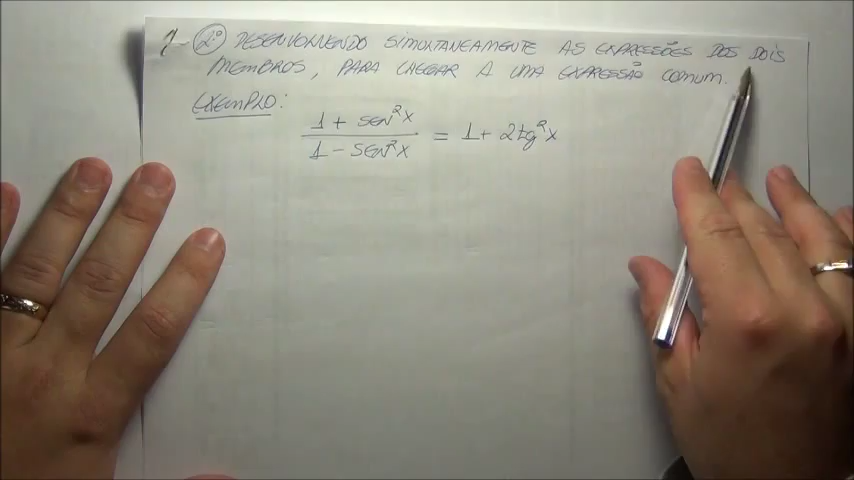 2º DESENVOLVENDO SIMULTANEAMENTE AS EXPRESSÕES DOS DOIS
MEMBROS, PARA CHEGAR A UMA EXPRESSÃO COMUM.
EXEMPLO:
1 + SEN²X
1 - SEN²X = 1 + 2tg²X